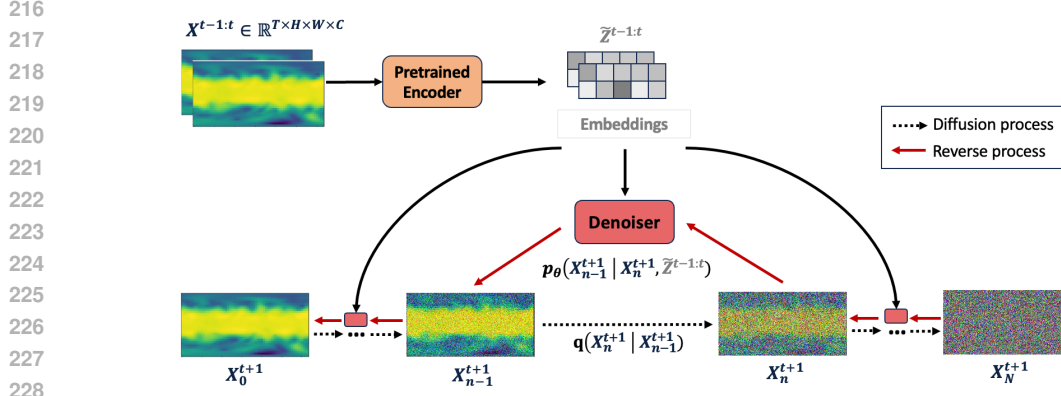 216
217
218
219
220
221
222
223
224
225
226
227
228
X^{t-1:t} ∈ ℝ^{T×H×W×C}
Z̃^{t-1:t}
Pretrained
Encoder
Embeddings
Diffusion process
Reverse process
Denoiser
p_θ(X_{n-1}^{t+1} | X_n^{t+1}, Z̃^{t-1:t})
•••
•••
q(X_n^{t+1} | X_{n-1}^{t+1})
X_0^{t+1}
X_{n-1}^{t+1}
X_n^{t+1}
X_N^{t+1}